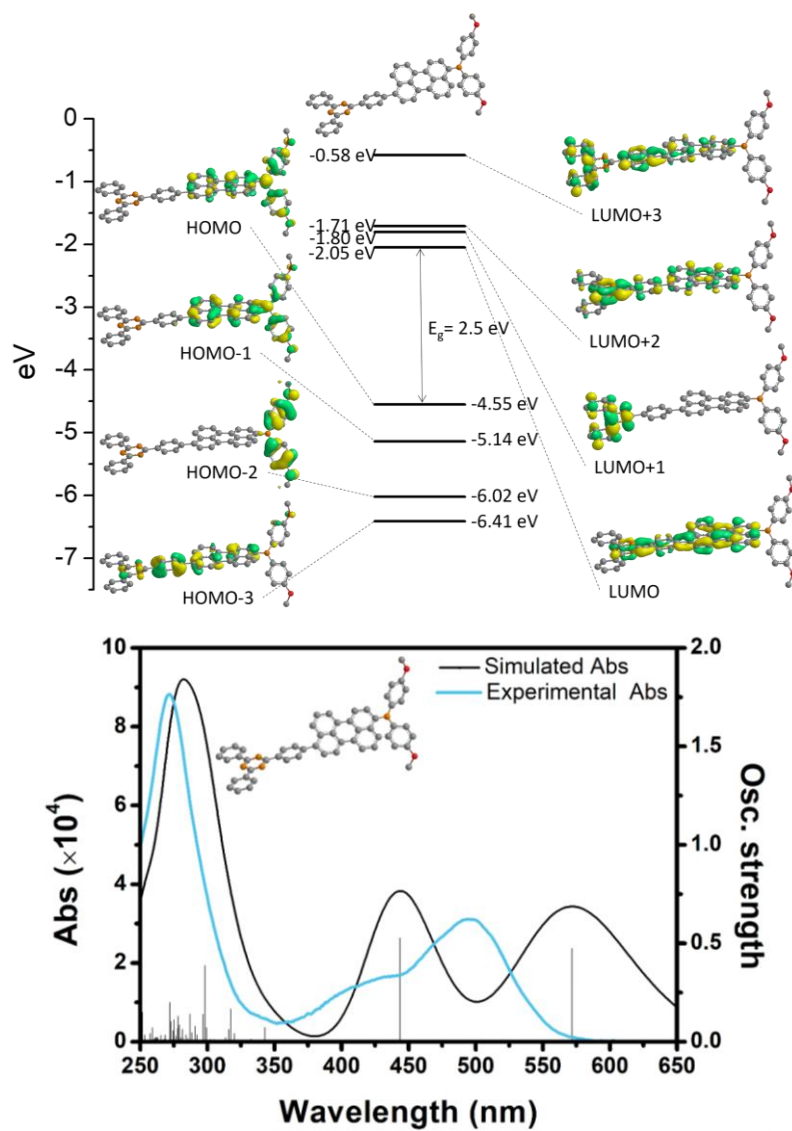 eV
0
-1
-2
-3
-4
-5
-6
-7
HOMO
HOMO-1
HOMO-2
HOMO-3
-0.58 eV
-1.71 eV
-1.80 eV
-2.05 eV
E_g= 2.5 eV
-4.55 eV
-5.14 eV
-6.02 eV
-6.41 eV
LUMO+3
LUMO+2
LUMO+1
LUMO
Simulated Abs
Experimental Abs
Abs (×10⁴)
10
8
6
4
2
0
2.0
1.5
1.0
0.5
0.0
Osc. strength
250 300 350 400 450 500 550 600 650
Wavelength (nm)